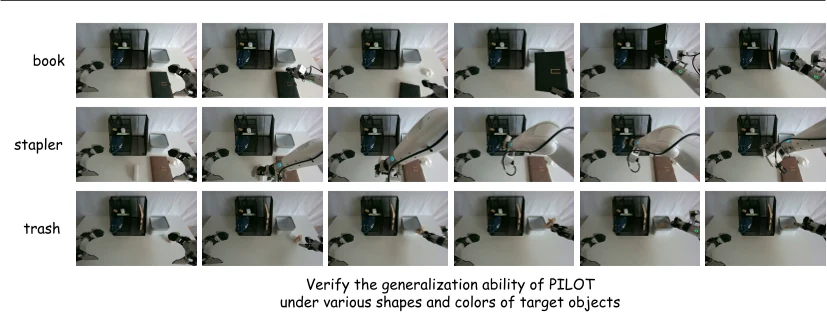 book
stapler
trash
Verify the generalization ability of PILOT
under various shapes and colors of target objects